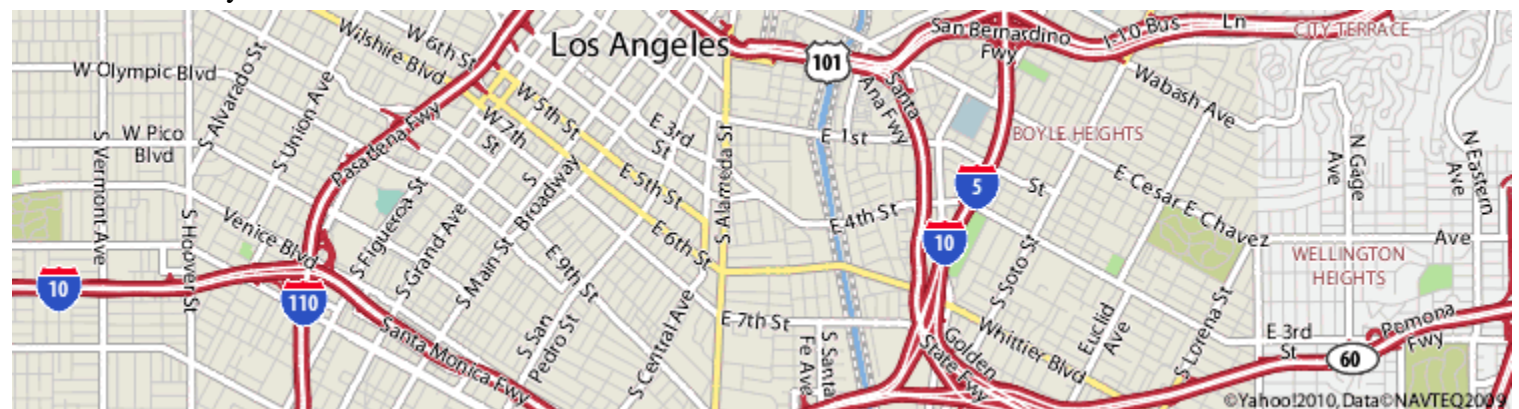 Los Angeles
W 6th St
Wilshire Blvd
W Olympic Blvd
S Alvarado St
S Union Ave
W Pico
Blvd
S Vermont Ave
S Hoover St
Venice Blvd
Pasadena Fwy
W 5th St
W 7th
St
E 3rd
St
E 5th St
E 6th St
S
Broadway
S Figueroa St
S Grand Ave
S Main St
E 9th St
S San
Pedro St
S Central Ave
S Alameda St
E 7th St
S Santa
Fe Ave
E 1st
St
E 4th St
101
Santa
Ana Fwy
San Bernardino
Fwy
I-10 Bus
Ln
CITY TERRACE
Wabash Ave
BOYLE HEIGHTS
5
10
10
110
Santa Monica Fwy
E Cesar E Chavez
Ave
N Gage
Ave
N Eastern
Ave
WELLINGTON
HEIGHTS
S Soto St
Euclid
Ave
S Lorena St
Whittier Blvd
Golden
State Fwy
E 3rd
St
60
Pomona
Fwy
©Yahoo!2010, Data©NAVTEQ2009